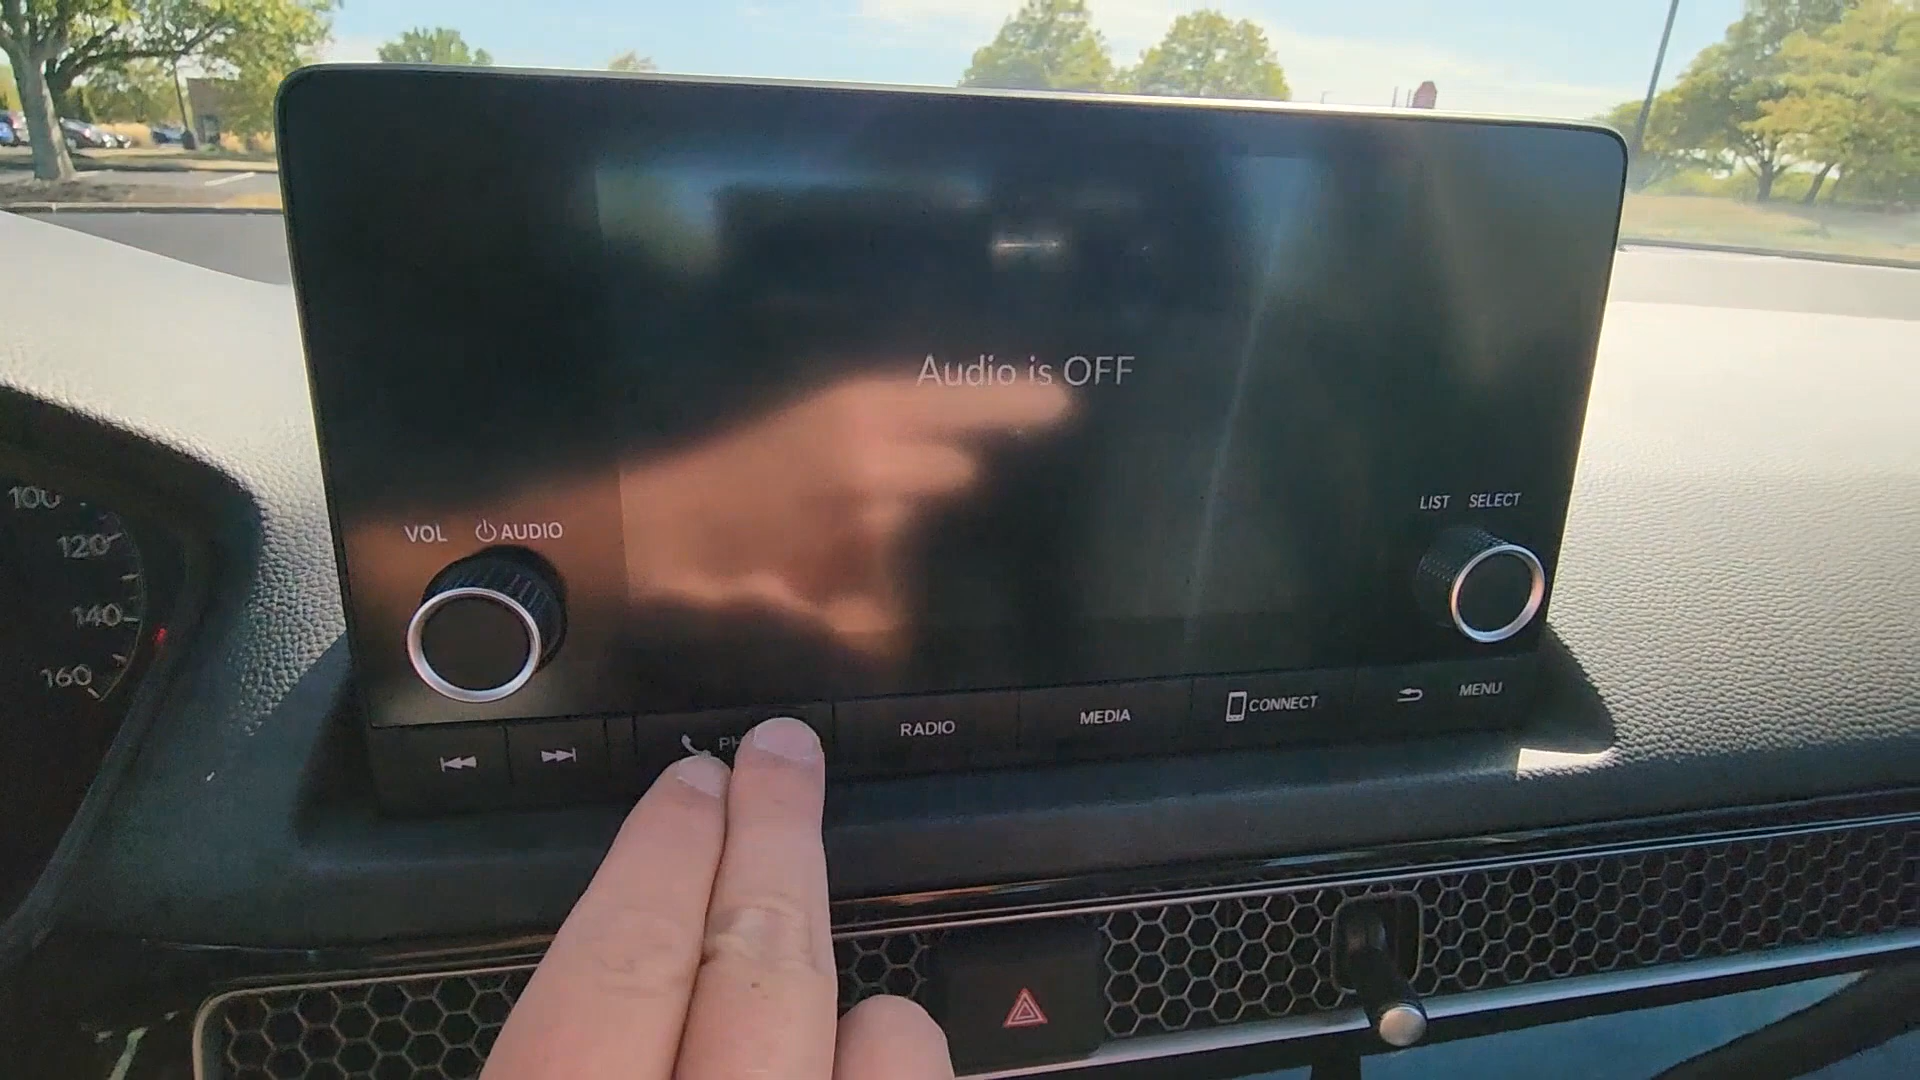 Audio is OFF
LIST SELECT
VOL AUDIO
100
120
140
160
RADIO
MEDIA
CONNECT
MENU